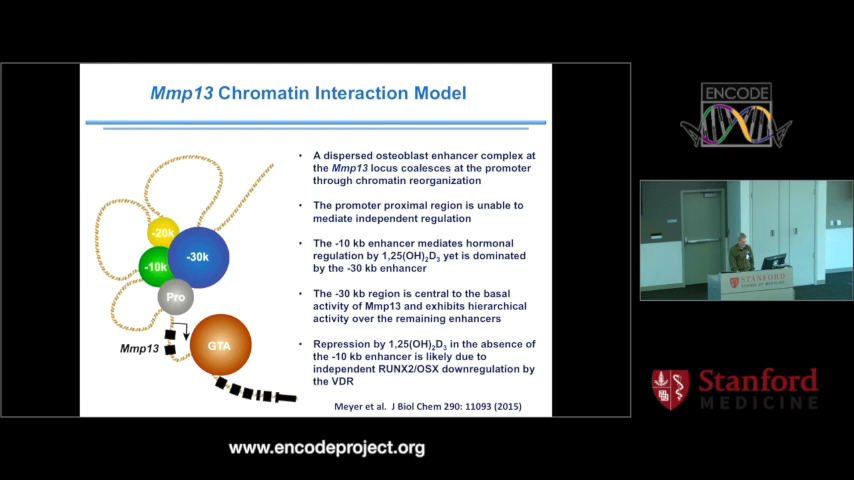 Mmp13 Chromatin Interaction Model
• A dispersed osteoblast enhancer complex at
the Mmp13 locus coalesces at the promoter
through chromatin reorganization
• The promoter proximal region is unable to
mediate independent regulation
• The -10 kb enhancer mediates hormonal
regulation by 1,25(OH)₂D₃ yet is dominated
by the -30 kb enhancer
• The -30 kb region is central to the basal
activity of Mmp13 and exhibits hierarchical
activity over the remaining enhancers
• Repression by 1,25(OH)₂D₃ in the absence of
the -10 kb enhancer is likely due to
independent RUNX2/OSX downregulation by
the VDR
Meyer et al. J Biol Chem 290: 11093 (2015)
-20k
-30k
-10k
Pro
Mmp13
GTA
ENCODE
STANFORD
SCHOOL OF MEDICINE
Stanford
MEDICINE
www.encodeproject.org